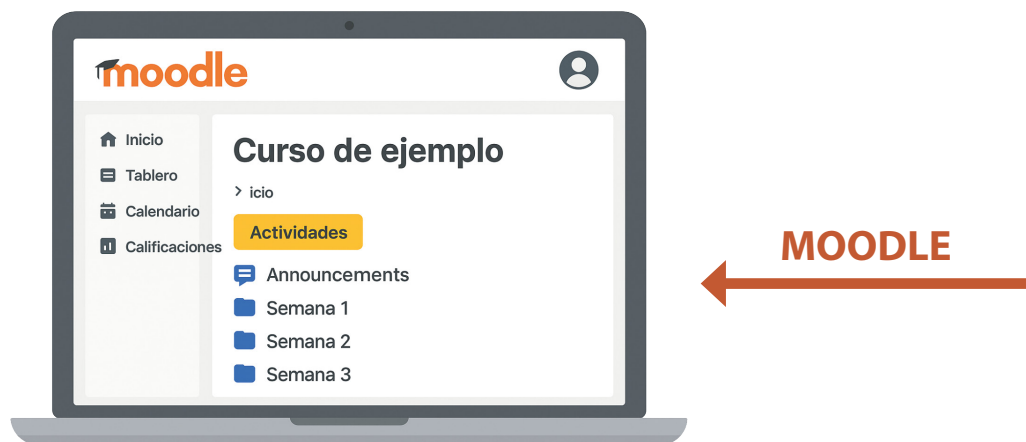 moodle
Inicio
Tablero
Calendario
Calificaciones
Curso de ejemplo
> icio
Actividades
Announcements
Semana 1
Semana 2
Semana 3
MOODLE